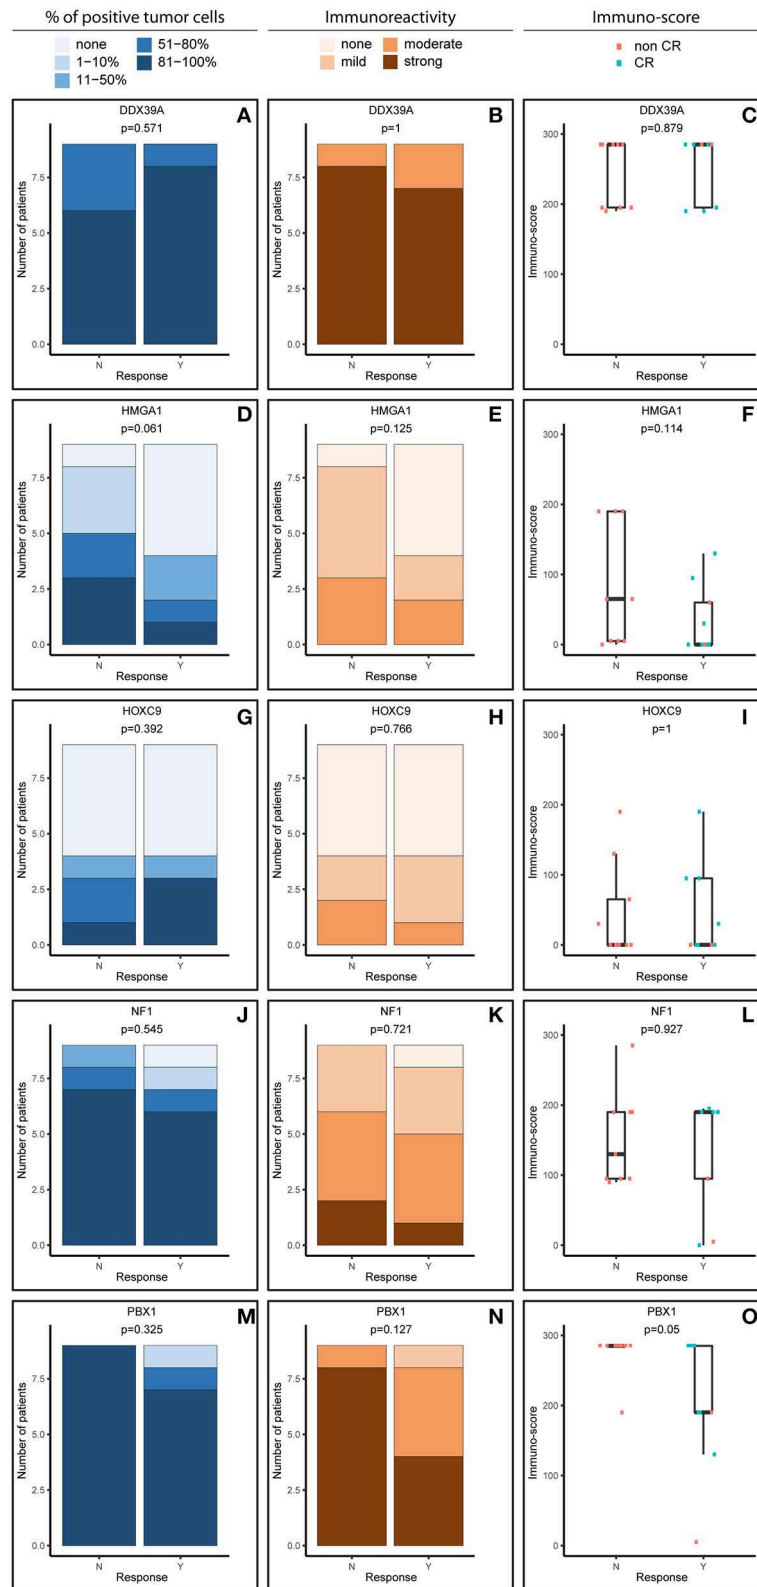 % of positive tumor cells
none
1−10%
11−50%
51−80%
81−100%
Immunoreactivity
none
mild
moderate
strong
Immuno-score
non CR
CR
DDX39A
A
p=0.571
Number of patients
7.5
5.0
2.5
0.0
N
Y
Response
DDX39A
B
p=1
Number of patients
7.5
5.0
2.5
0.0
N
Y
Response
DDX39A
C
p=0.879
Immuno−score
300
200
100
0
N
Y
Response
HMGA1
D
p=0.061
Number of patients
7.5
5.0
2.5
0.0
N
Y
Response
HMGA1
E
p=0.125
Number of patients
7.5
5.0
2.5
0.0
N
Y
Response
HMGA1
F
p=0.114
Immuno−score
300
200
100
0
N
Y
Response
HOXC9
G
p=0.392
Number of patients
7.5
5.0
2.5
0.0
N
Y
Response
HOXC9
H
p=0.766
Number of patients
7.5
5.0
2.5
0.0
N
Y
Response
HOXC9
I
p=1
Immuno−score
300
200
100
0
N
Y
Response
NF1
J
p=0.545
Number of patients
7.5
5.0
2.5
0.0
N
Y
Response
NF1
K
p=0.721
Number of patients
7.5
5.0
2.5
0.0
N
Y
Response
NF1
L
p=0.927
Immuno−score
300
200
100
0
N
Y
Response
PBX1
M
p=0.325
Number of patients
7.5
5.0
2.5
0.0
N
Y
Response
PBX1
N
p=0.127
Number of patients
7.5
5.0
2.5
0.0
N
Y
Response
PBX1
O
p=0.05
Immuno−score
300
200
100
0
N
Y
Response